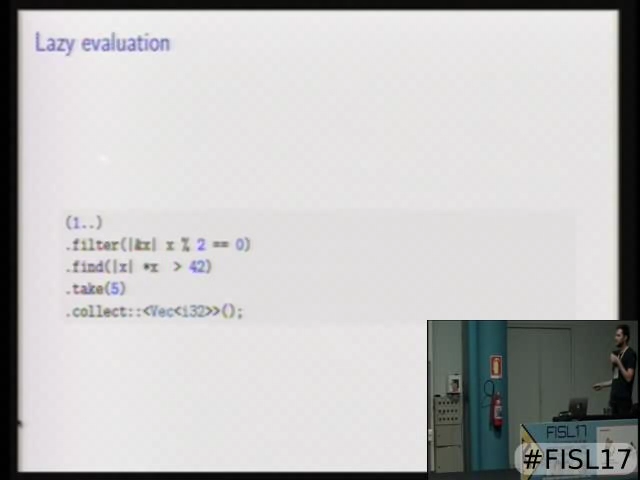 Lazy evaluation
(1..)
.filter(|&x| x % 2 == 0)
.find(|x| *x > 42)
.take(5)
.collect::<Vec<i32>>();
FISL17
#FISL17